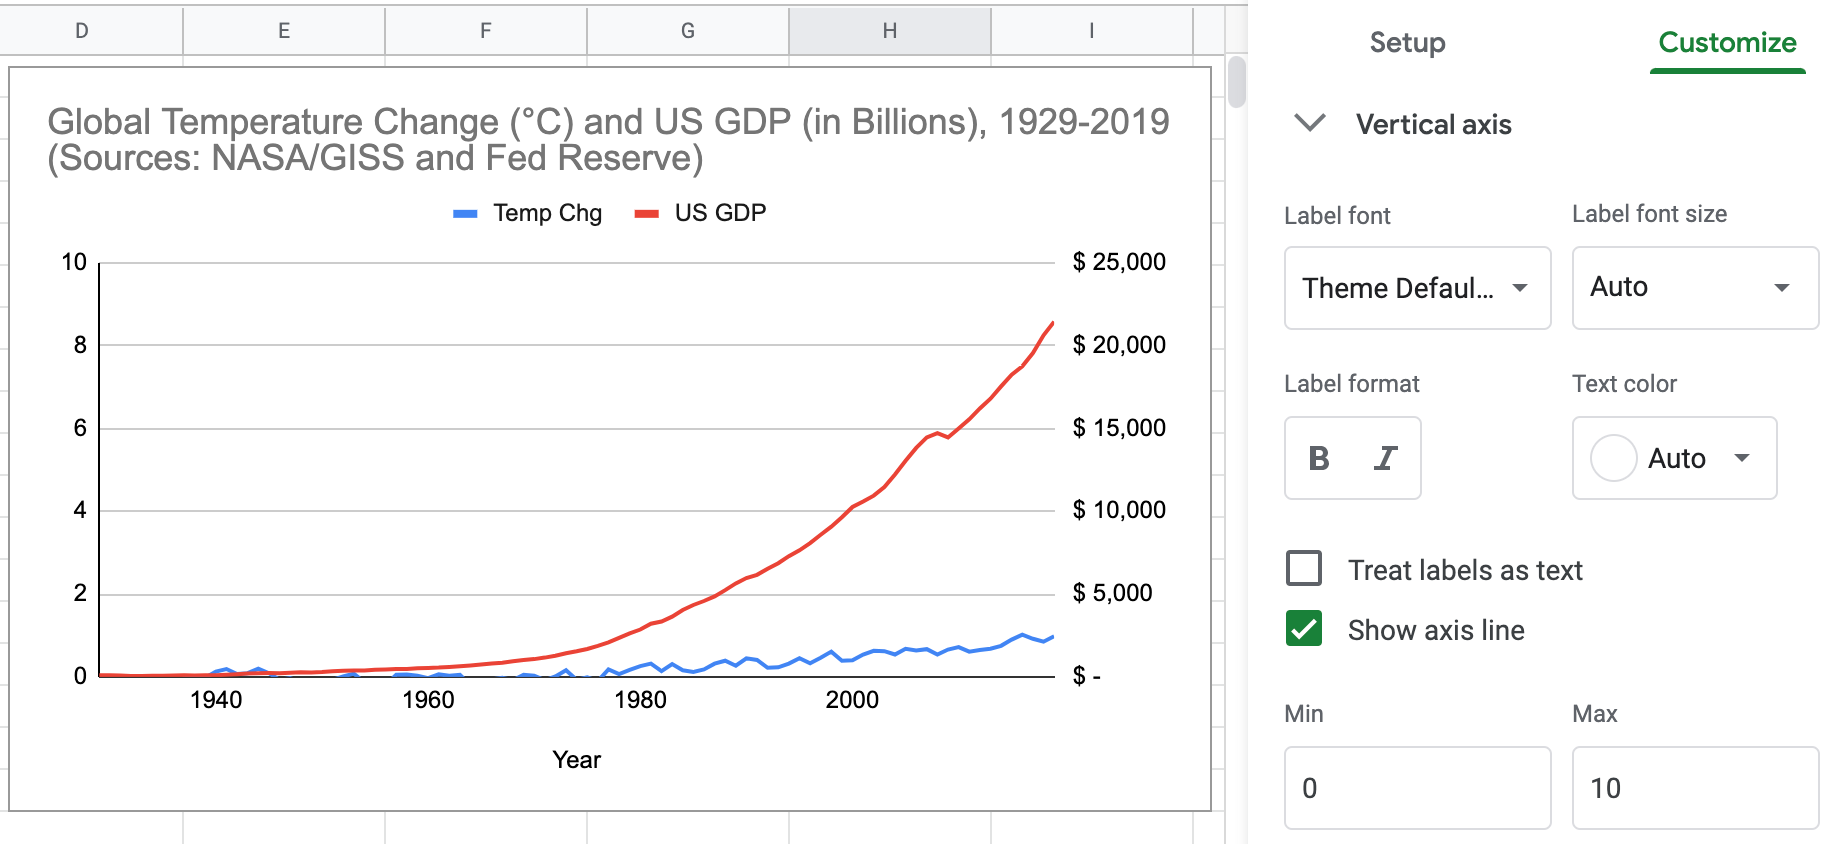 D E F G H I
Global Temperature Change (°C) and US GDP (in Billions), 1929-2019
(Sources: NASA/GISS and Fed Reserve)
Temp Chg US GDP
10 $ 25,000
8 $ 20,000
6 $ 15,000
4 $ 10,000
2 $ 5,000
0 $ -
1940 1960 1980 2000
Year
Setup Customize
Vertical axis
Label font Label font size
Theme Defaul... Auto
Label format Text color
B I Auto
Treat labels as text
Show axis line
Min Max
0 10